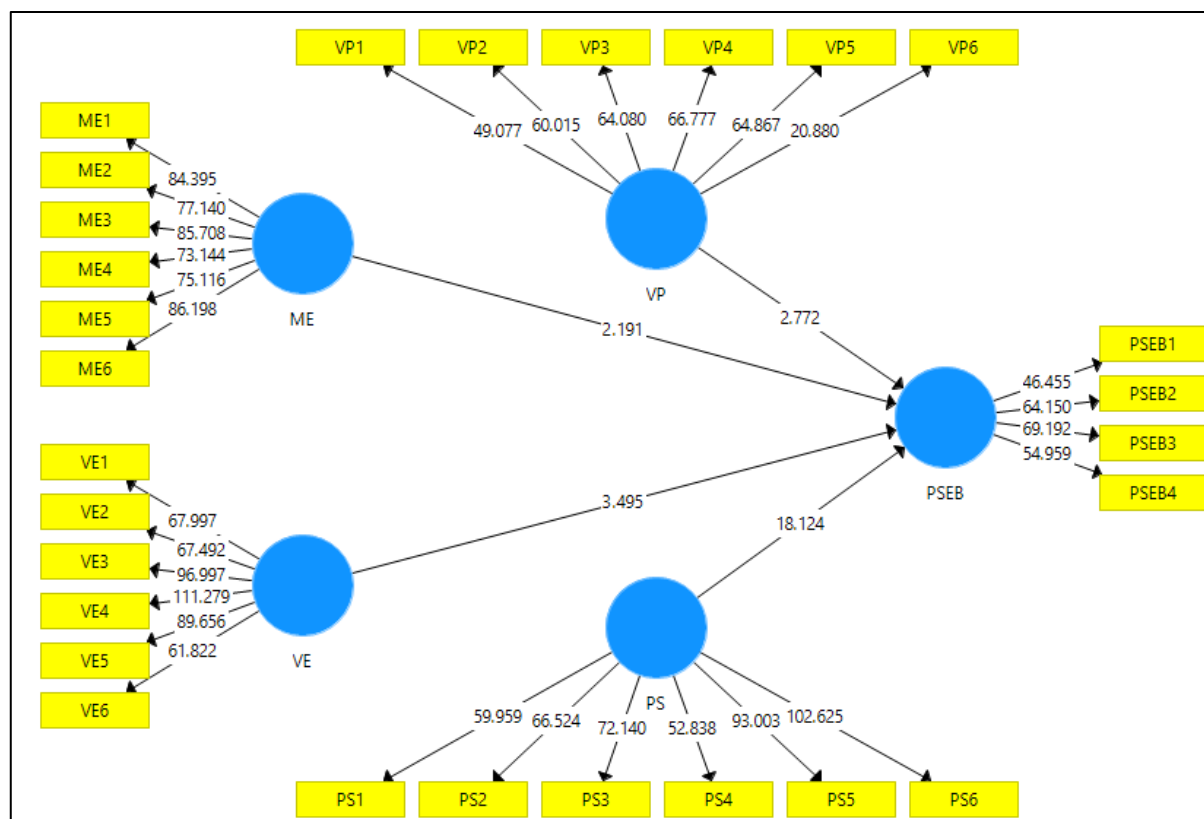 VP1 VP2 VP3 VP4 VP5 VP6
49.077 60.015 64.080 66.777 64.867 20.880
VP
ME1
ME2
ME3
ME4
ME5
ME6
84.395
77.140
85.708
73.144
75.116
86.198
ME
2.191
2.772
PSEB1
PSEB2
PSEB3
PSEB4
46.455
64.150
69.192
54.959
PSEB
VE1
VE2
VE3
VE4
VE5
VE6
67.997
67.492
96.997
111.279
89.656
61.822
VE
3.495
18.124
PS
59.959 66.524 72.140 52.838 93.003 102.625
PS1 PS2 PS3 PS4 PS5 PS6